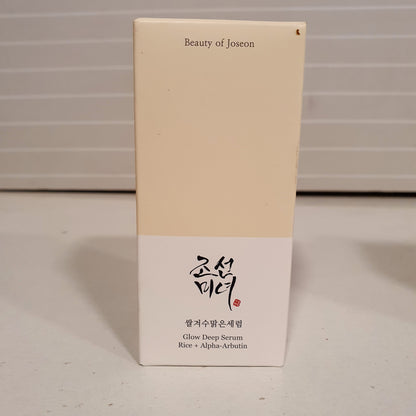 Beauty of Joseon
조선
미녀
쌀겨수맑은세럼
Glow Deep Serum
Rice + Alpha-Arbutin